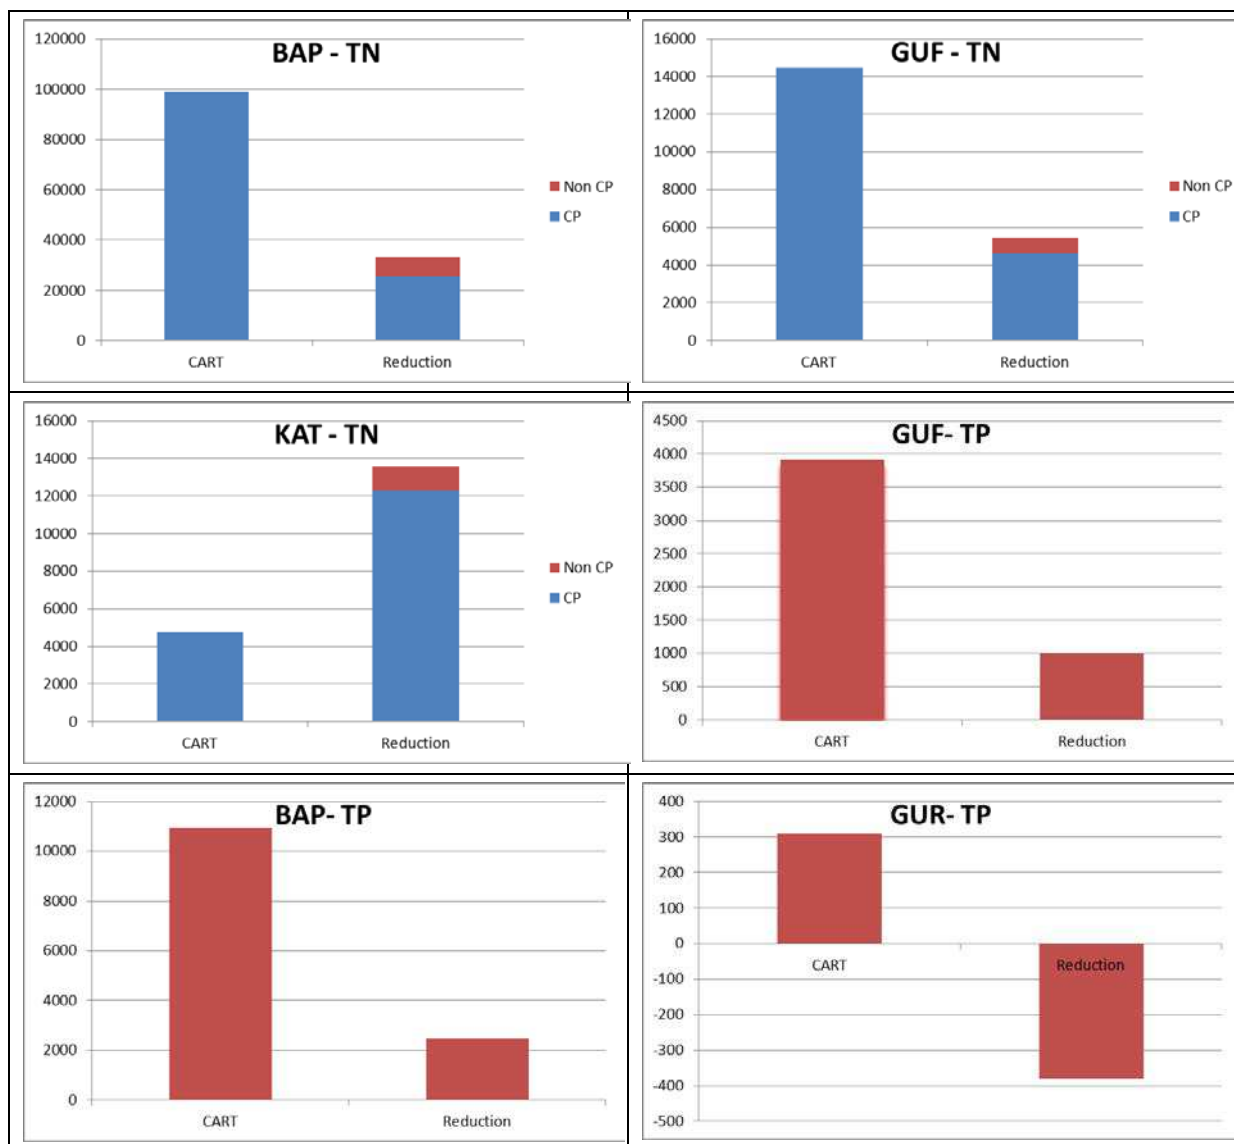 BAP - TN
120000
100000
80000
60000
40000
20000
0
CART
Reduction
Non CP
CP
GUF - TN
16000
14000
12000
10000
8000
6000
4000
2000
0
CART
Reduction
Non CP
CP
KAT - TN
16000
14000
12000
10000
8000
6000
4000
2000
0
CART
Reduction
Non CP
CP
GUF- TP
4500
4000
3500
3000
2500
2000
1500
1000
500
0
CART
Reduction
BAP- TP
12000
10000
8000
6000
4000
2000
0
CART
Reduction
GUR- TP
400
300
200
100
0
-100
-200
-300
-400
-500
CART
Reduction